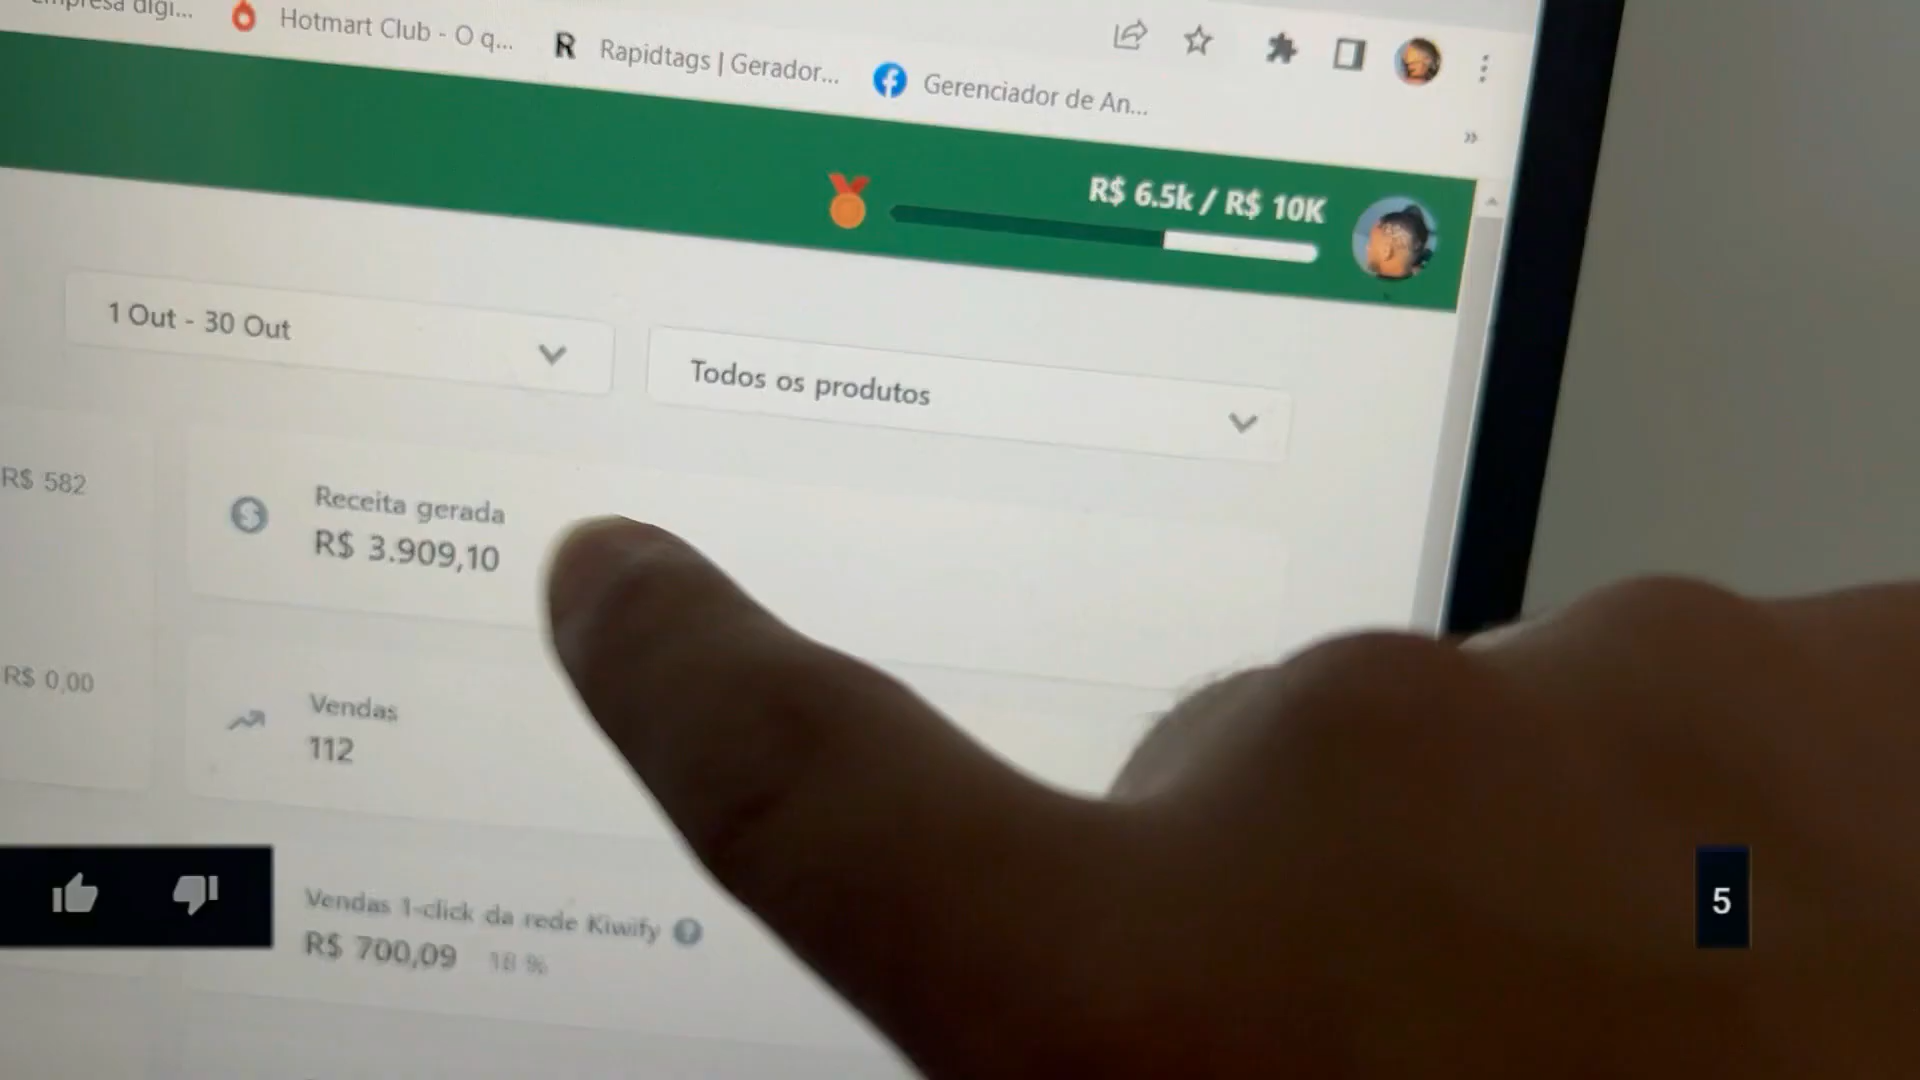 digi...
Hotmart Club - O q...
R
Rapidtags | Gerador...
Gerenciador de An...
»
R$ 6.5k / R$ 10K
1 Out - 30 Out
Todos os produtos
R$ 582
Receita gerada
R$ 3.909,10
R$ 0,00
Vendas
112
Vendas 1-click da rede Kiwify ?
R$ 700,09 18 %
5